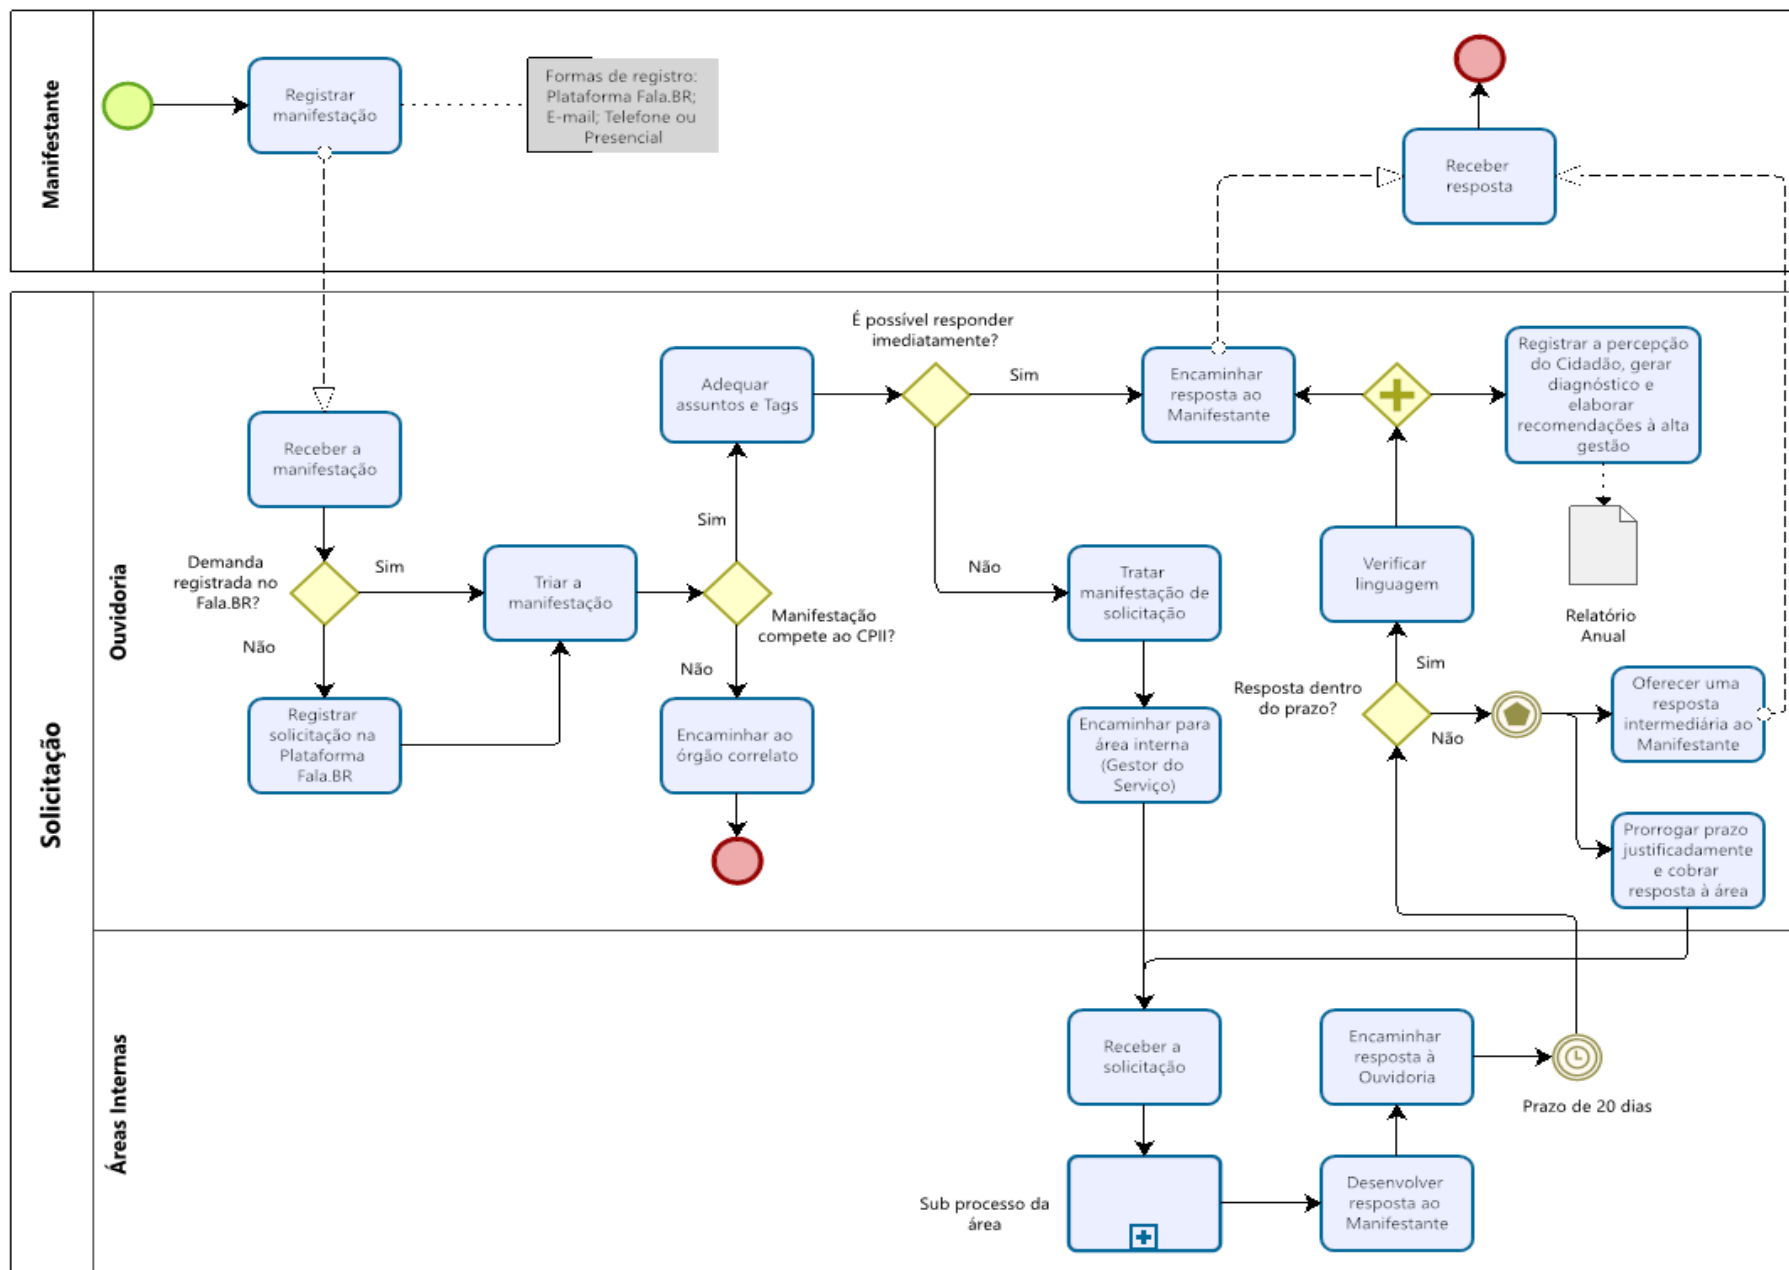 Manifestante
Registrar
manifestação
Formas de registro:
Plataforma Fala.BR;
E-mail; Telefone ou
Presencial
Receber
resposta
Solicitação
Ouvidoria
Receber a
manifestação
Demanda
registrada no
Fala.BR?
Sim
Não
Registrar
solicitação na
Plataforma
Fala.BR
Triar a
manifestação
Manifestação
compete ao CPII?
Sim
Não
Encaminhar ao
órgão correlato
Adequar
assuntos e Tags
É possível responder
imediatamente?
Sim
Não
Encaminhar
resposta ao
Manifestante
Tratar
manifestação de
solicitação
Encaminhar para
área interna
(Gestor do
Serviço)
Registrar a percepção
do Cidadão, gerar
diagnóstico e
elaborar
recomendações à alta
gestão
Relatório
Anual
Verificar
linguagem
Sim
Resposta dentro
do prazo?
Não
Oferecer uma
resposta
intermediária ao
Manifestante
Prorrogar prazo
justificadamente
e cobrar
resposta à área
Áreas Internas
Receber a
solicitação
Sub processo da
área
Desenvolver
resposta ao
Manifestante
Encaminhar
resposta à
Ouvidoria
Prazo de 20 dias